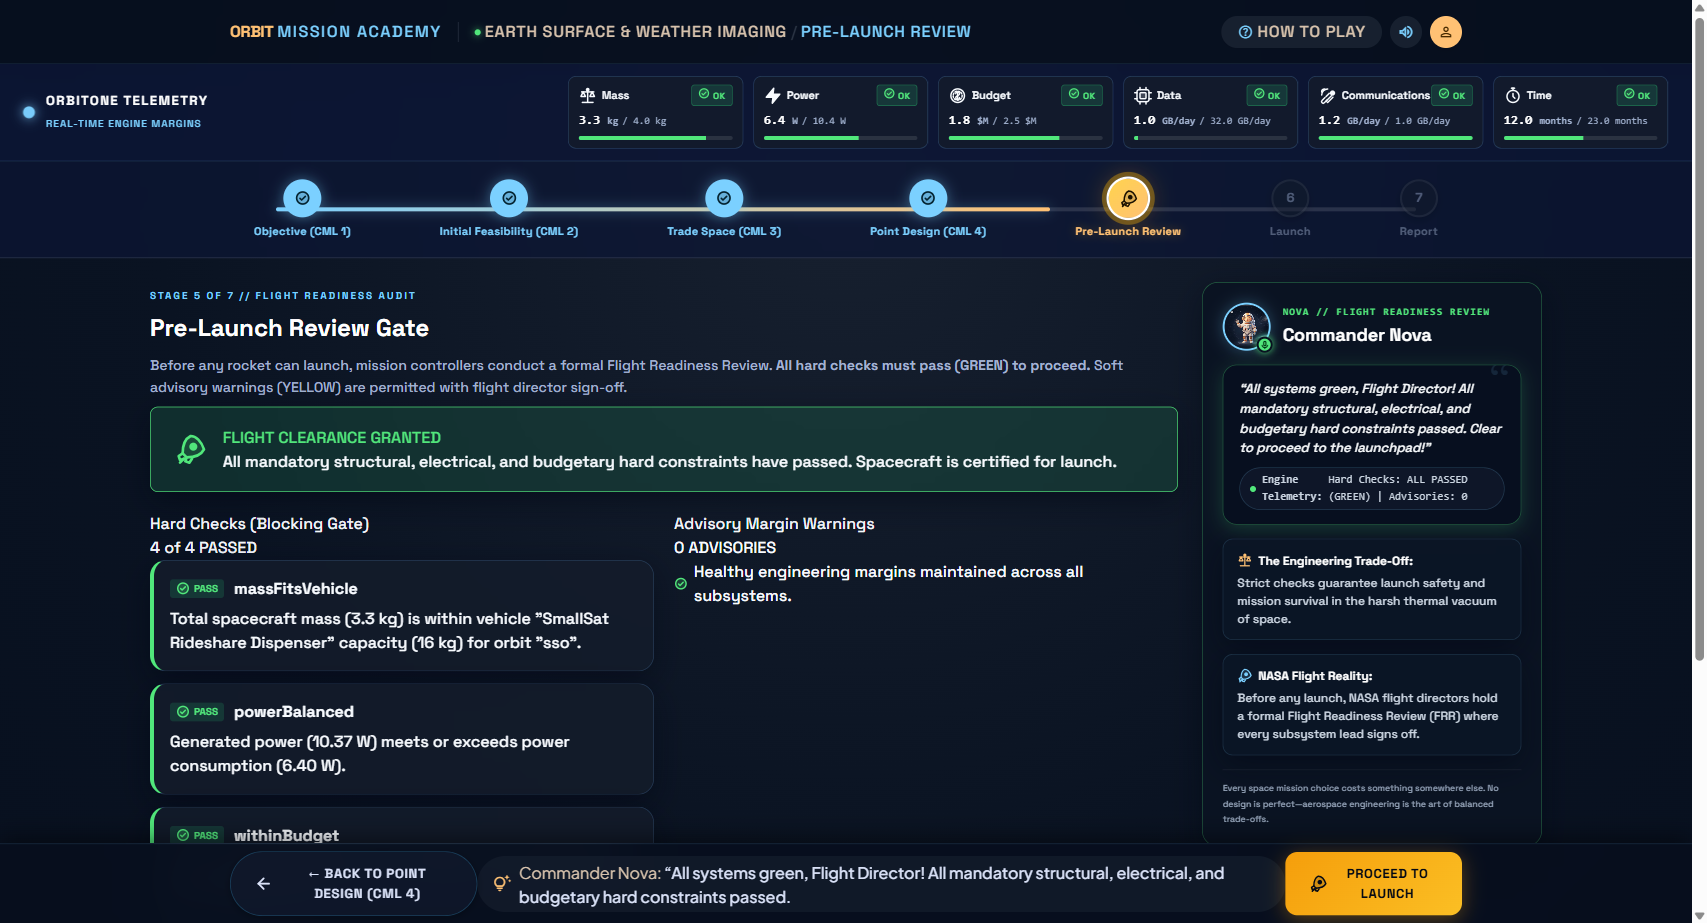 ORBIT MISSION ACADEMY
EARTH SURFACE & WEATHER IMAGING / PRE-LAUNCH REVIEW
HOW TO PLAY
ORBITONE TELEMETRY
REAL-TIME ENGINE MARGINS
Mass OK
3.3 kg / 4.0 kg
Power OK
6.4 W / 10.4 W
Budget OK
1.8 $M / 2.5 $M
Data OK
1.0 GB/day / 32.0 GB/day
Communications OK
1.2 GB/day / 1.0 GB/day
Time OK
12.0 months / 23.0 months
Objective (CML 1)
Initial Feasibility (CML 2)
Trade Space (CML 3)
Point Design (CML 4)
Pre-Launch Review
6
Launch
7
Report
STAGE 5 OF 7 // FLIGHT READINESS AUDIT
Pre-Launch Review Gate
Before any rocket can launch, mission controllers conduct a formal Flight Readiness Review. All hard checks must pass (GREEN) to proceed. Soft
advisory warnings (YELLOW) are permitted with flight director sign-off.
FLIGHT CLEARANCE GRANTED
All mandatory structural, electrical, and budgetary hard constraints have passed. Spacecraft is certified for launch.
Hard Checks (Blocking Gate)
4 of 4 PASSED
PASS massFitsVehicle
Total spacecraft mass (3.3 kg) is within vehicle "SmallSat
Rideshare Dispenser" capacity (16 kg) for orbit "sso".
PASS powerBalanced
Generated power (10.37 W) meets or exceeds power
consumption (6.40 W).
PASS withinBudget
Advisory Margin Warnings
0 ADVISORIES
Healthy engineering margins maintained across all
subsystems.
NOVA // FLIGHT READINESS REVIEW
Commander Nova
“All systems green, Flight Director! All
mandatory structural, electrical, and
budgetary hard constraints passed. Clear
to proceed to the launchpad!”
Engine Hard Checks: ALL PASSED
Telemetry: (GREEN) | Advisories: 0
The Engineering Trade-Off:
Strict checks guarantee launch safety and
mission survival in the harsh thermal vacuum
of space.
NASA Flight Reality:
Before any launch, NASA flight directors hold
a formal Flight Readiness Review (FRR) where
every subsystem lead signs off.
Every space mission choice costs something somewhere else. No
design is perfect—aerospace engineering is the art of balanced
trade-offs.
← BACK TO POINT
DESIGN (CML 4)
Commander Nova: “All systems green, Flight Director! All mandatory structural, electrical, and
budgetary hard constraints passed.
PROCEED TO
LAUNCH